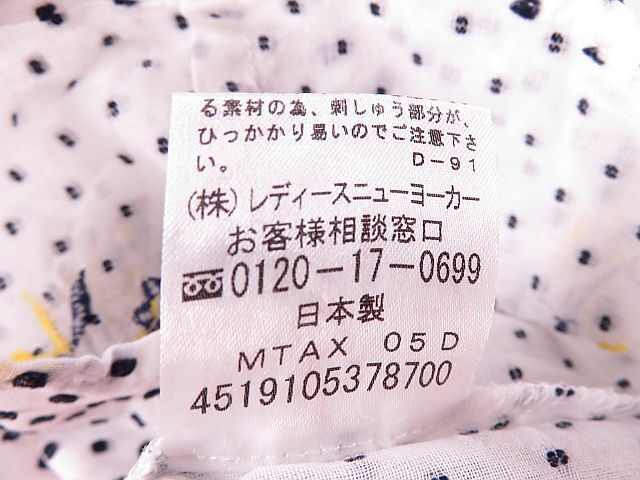 る素材の為、刺しゅう部分が、
ひっかかり易いのでご注意下さ
い。 D-91
(株)レディースニューヨーカー
お客様相談窓口
0120-17-0699
日本製
MTAX 05D
4519105378700